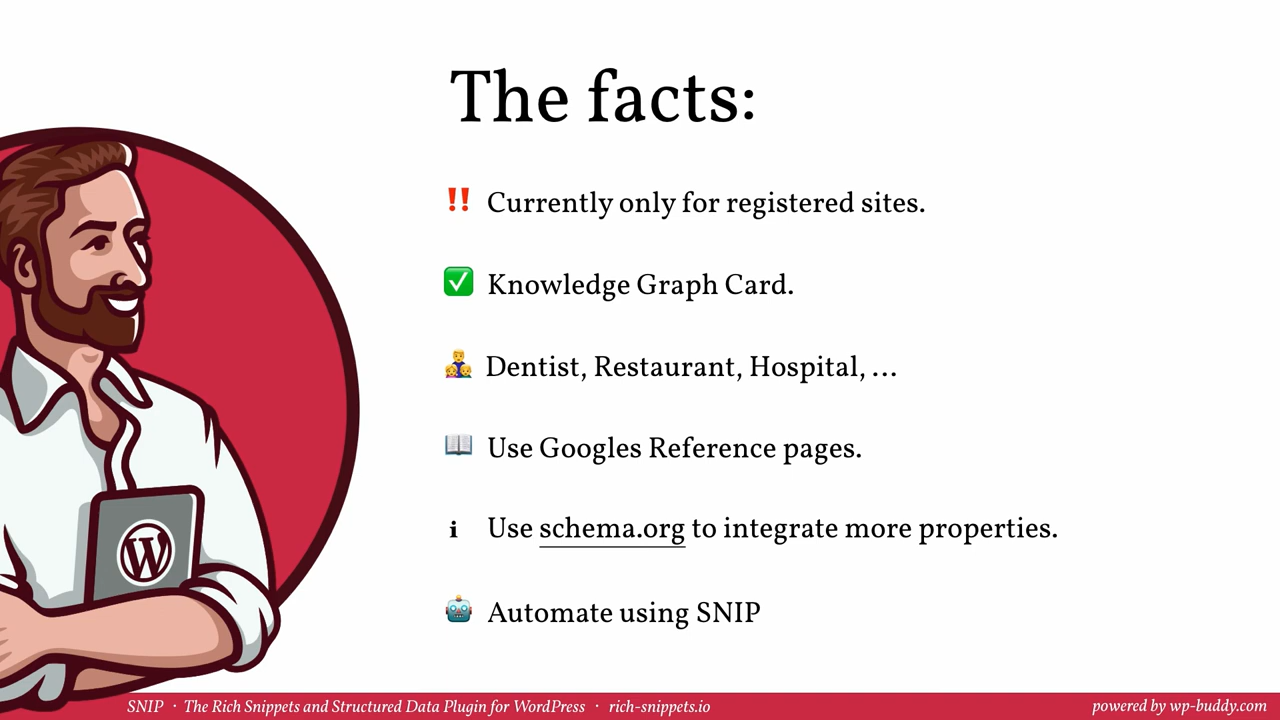 The facts:
‼️ Currently only for registered sites.
✅ Knowledge Graph Card.
👨‍👧‍👧 Dentist, Restaurant, Hospital, …
📖 Use Googles Reference pages.
ℹ Use schema.org to integrate more properties.
🤖 Automate using SNIP
SNIP · The Rich Snippets and Structured Data Plugin for WordPress · rich-snippets.io
powered by wp-buddy.com